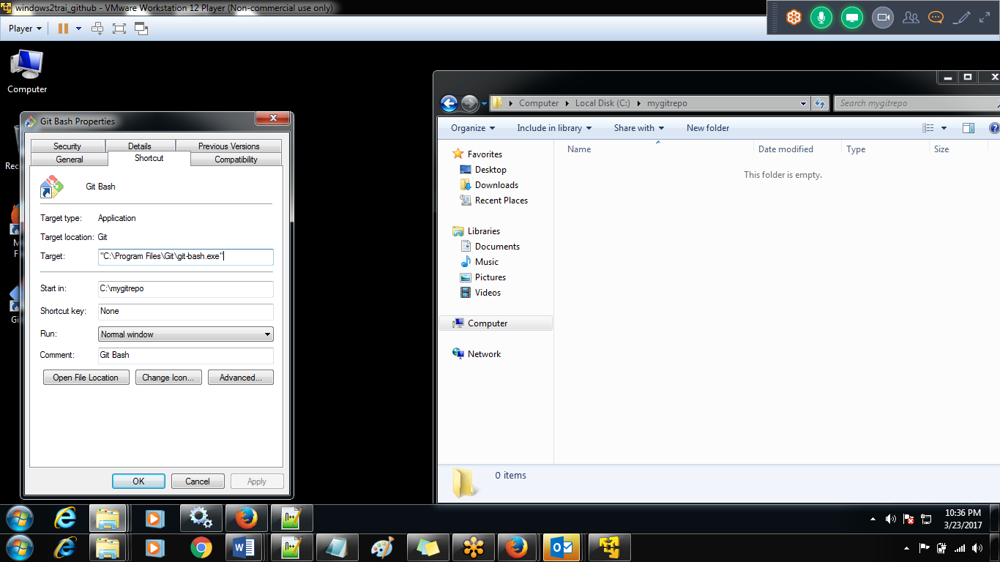 windows2trai_github - VMware Workstation 12 Player (Non-commercial use only)
Player
Computer
Git Bash Properties
Security Details Previous Versions
General Shortcut Compatibility
Git Bash
Target type: Application
Target location: Git
Target: "C:\Program Files\Git\git-bash.exe"
Start in: C:\mygitrepo
Shortcut key: None
Run: Normal window
Comment: Git Bash
Open File Location Change Icon... Advanced...
OK Cancel Apply
Rec
M
F
Gi
Computer Local Disk (C:) mygitrepo
Search mygitrepo
Organize Include in library Share with New folder
Name Date modified Type Size
This folder is empty.
Favorites
Desktop
Downloads
Recent Places
Libraries
Documents
Music
Pictures
Videos
Computer
Network
0 items
10:36 PM
3/23/2017